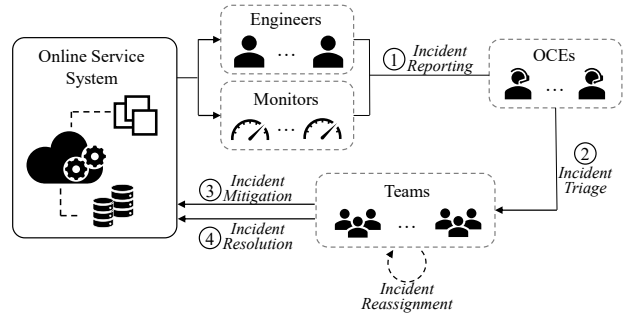 Online Service
System
Engineers
...
Monitors
...
① Incident
Reporting
OCEs
...
②
Incident
Triage
Teams
...
③ Incident
Mitigation
④ Incident
Resolution
Incident
Reassignment